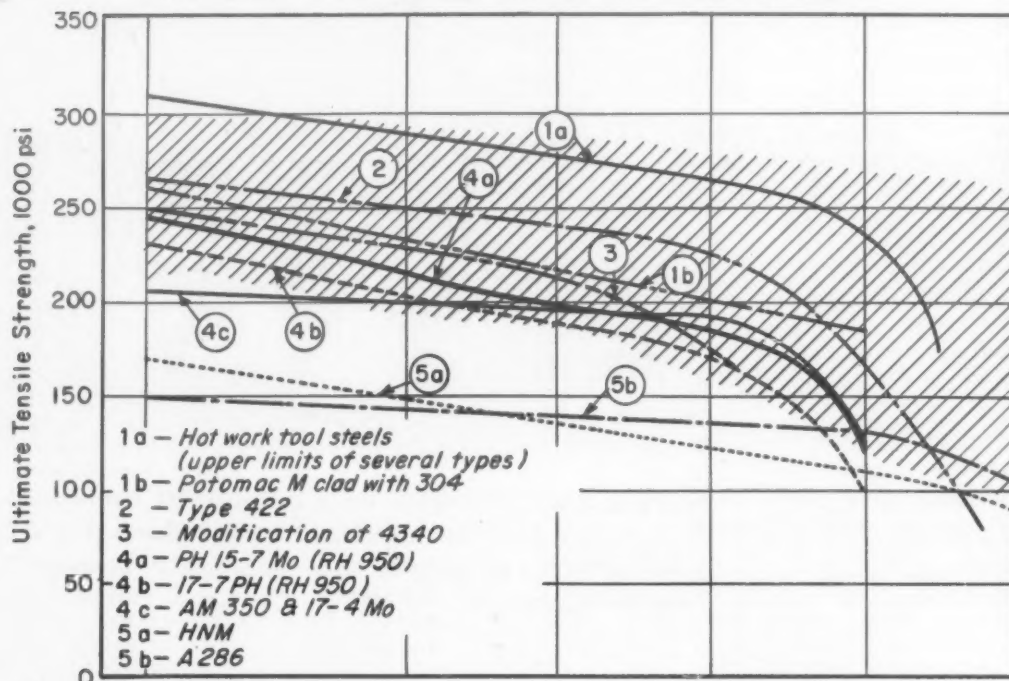 Ultimate Tensile Strength, 1000 psi
350
300
250
200
150
100
50
0
1a
2
4a
3
1b
4c
4b
5a
5b
1a — Hot work tool steels
(upper limits of several types)
1b — Potomac M clad with 304
2 — Type 422
3 — Modification of 4340
4a — PH 15-7 Mo (RH 950)
4b — 17-7PH (RH 950)
4c — AM 350 & 17-4 Mo
5a — HNM
5b — A286